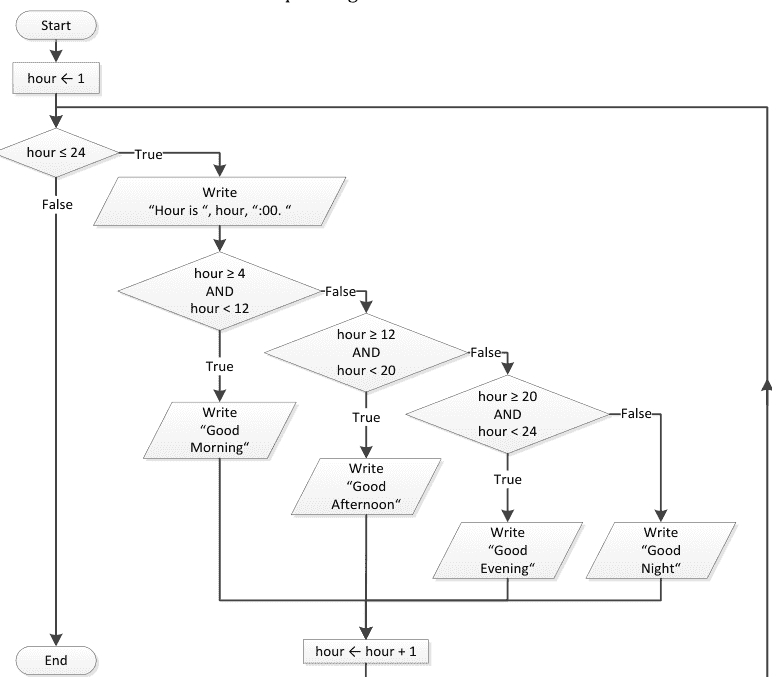 Start
hour ← 1
hour ≤ 24
True
False
Write
“Hour is “, hour, “:00. “
hour ≥ 4
AND
hour < 12
False
True
hour ≥ 12
AND
hour < 20
False
True
hour ≥ 20
AND
hour < 24
False
True
Write
“Good
Morning“
Write
“Good
Afternoon“
Write
“Good
Evening“
Write
“Good
Night“
hour ← hour + 1
End